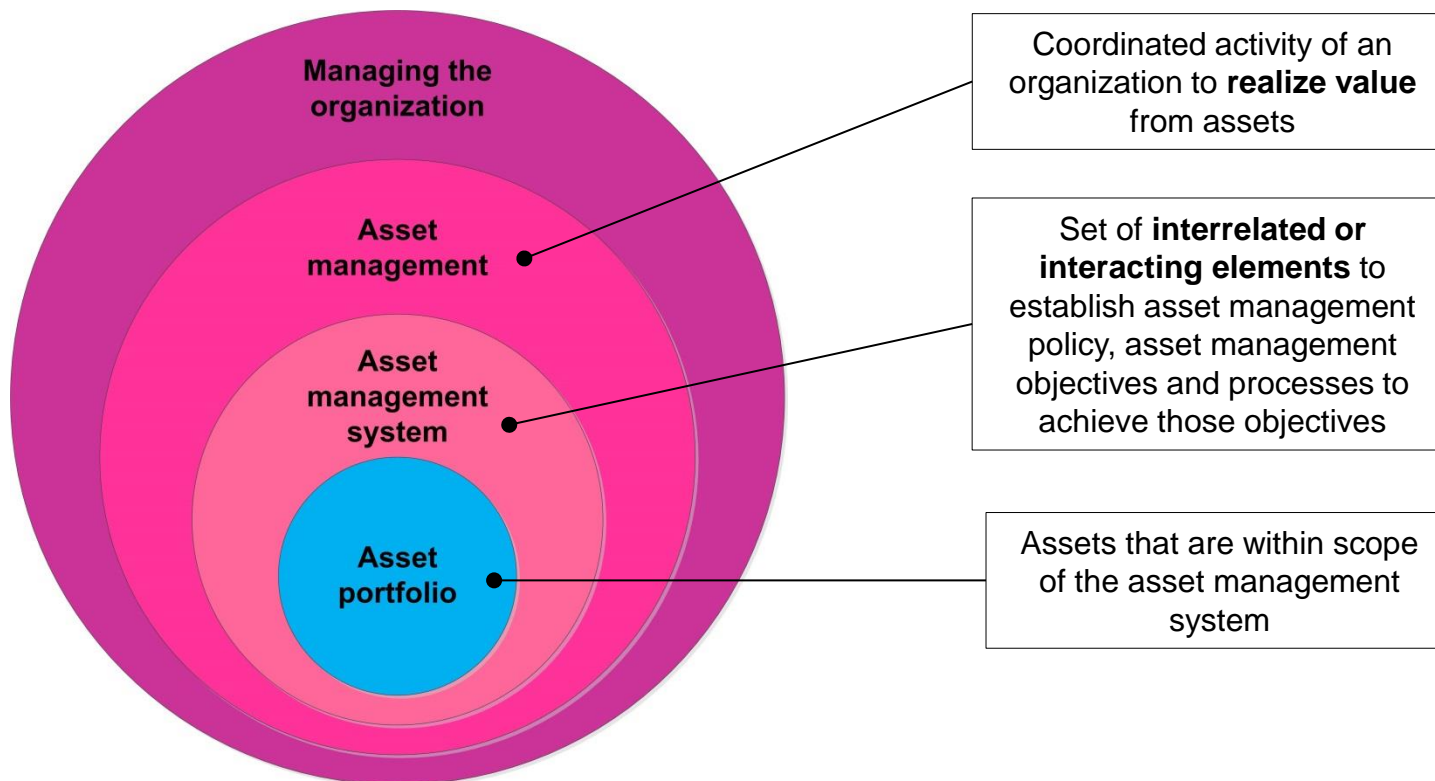 Managing the
organization
Asset
management
Asset
management
system
Asset
portfolio
Coordinated activity of an
organization to realize value
from assets
Set of interrelated or
interacting elements to
establish asset management
policy, asset management
objectives and processes to
achieve those objectives
Assets that are within scope
of the asset management
system